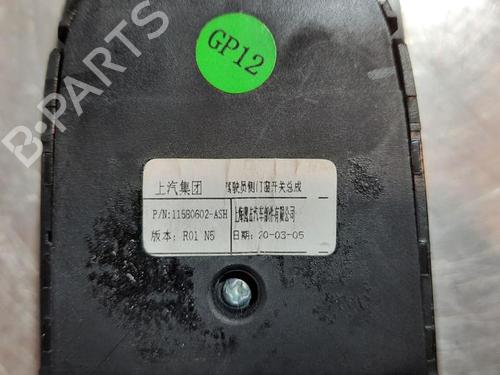 GP12
B-PARTS
上汽集团 驾驶员侧门窗开关总成
P/N:11580602-ASH
版本: R01 N5 日期: 20-03-05